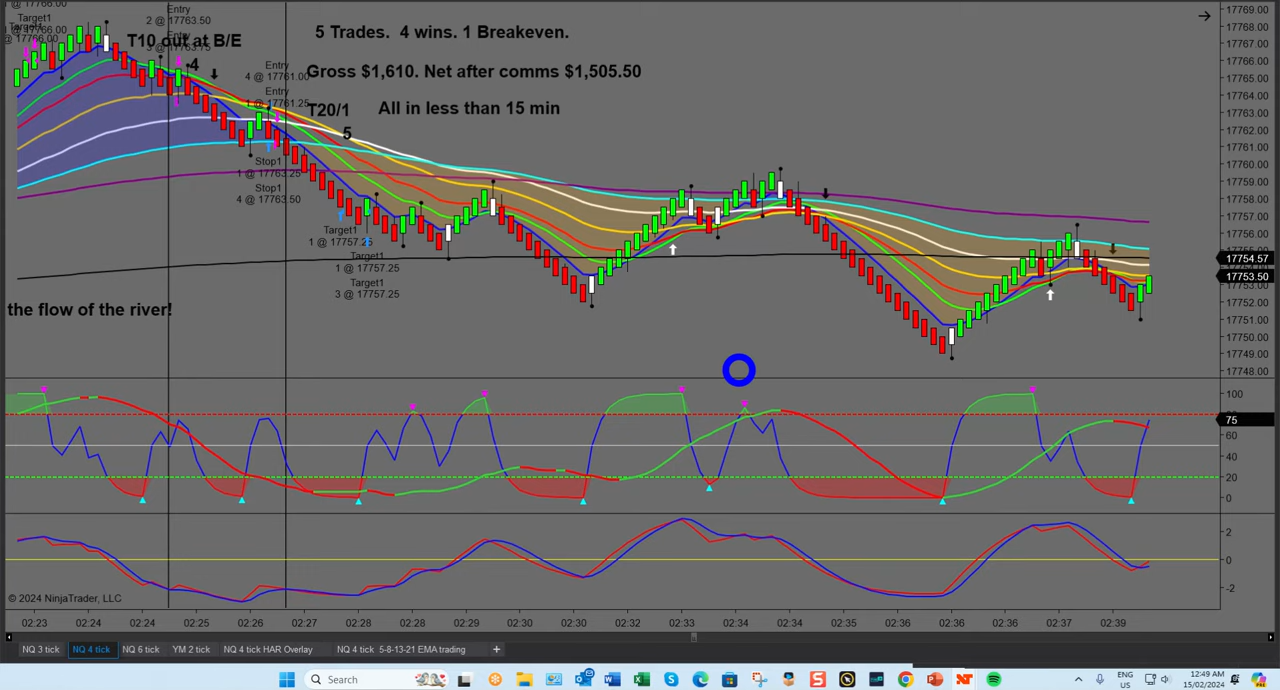 Target1
Entry
2 @ 17763.50
T10 out at B/E
4
Entry
4 @ 17761.00
Entry
1 @ 17761.25
5 Trades. 4 wins. 1 Breakeven.
Gross $1,610. Net after comms $1,505.50
T20/1
All in less than 15 min
5
Stop1
1 @ 17763.25
Stop1
4 @ 17763.50
Target1
1 @ 17757.25
Target1
1 @ 17757.25
Target1
3 @ 17757.25
the flow of the river!
17769.00
17768.00
17767.00
17766.00
17765.00
17764.00
17763.00
17762.00
17761.00
17760.00
17759.00
17758.00
17757.00
17756.00
17754.57
17753.50
17752.00
17751.00
17750.00
17749.00
17748.00
100
75
60
40
20
0
2
0
-2
© 2024 NinjaTrader, LLC
02:23 02:24 02:24 02:25 02:26 02:26 02:27 02:28 02:28 02:29 02:30 02:30 02:32 02:33 02:34 02:34 02:35 02:36 02:36 02:36 02:37 02:39
NQ 3 tick NQ 4 tick NQ 6 tick YM 2 tick NQ 4 tick HAR Overlay NQ 4 tick 5-8-13-21 EMA trading +
Search
ENG
US
12:49 AM
15/02/2024